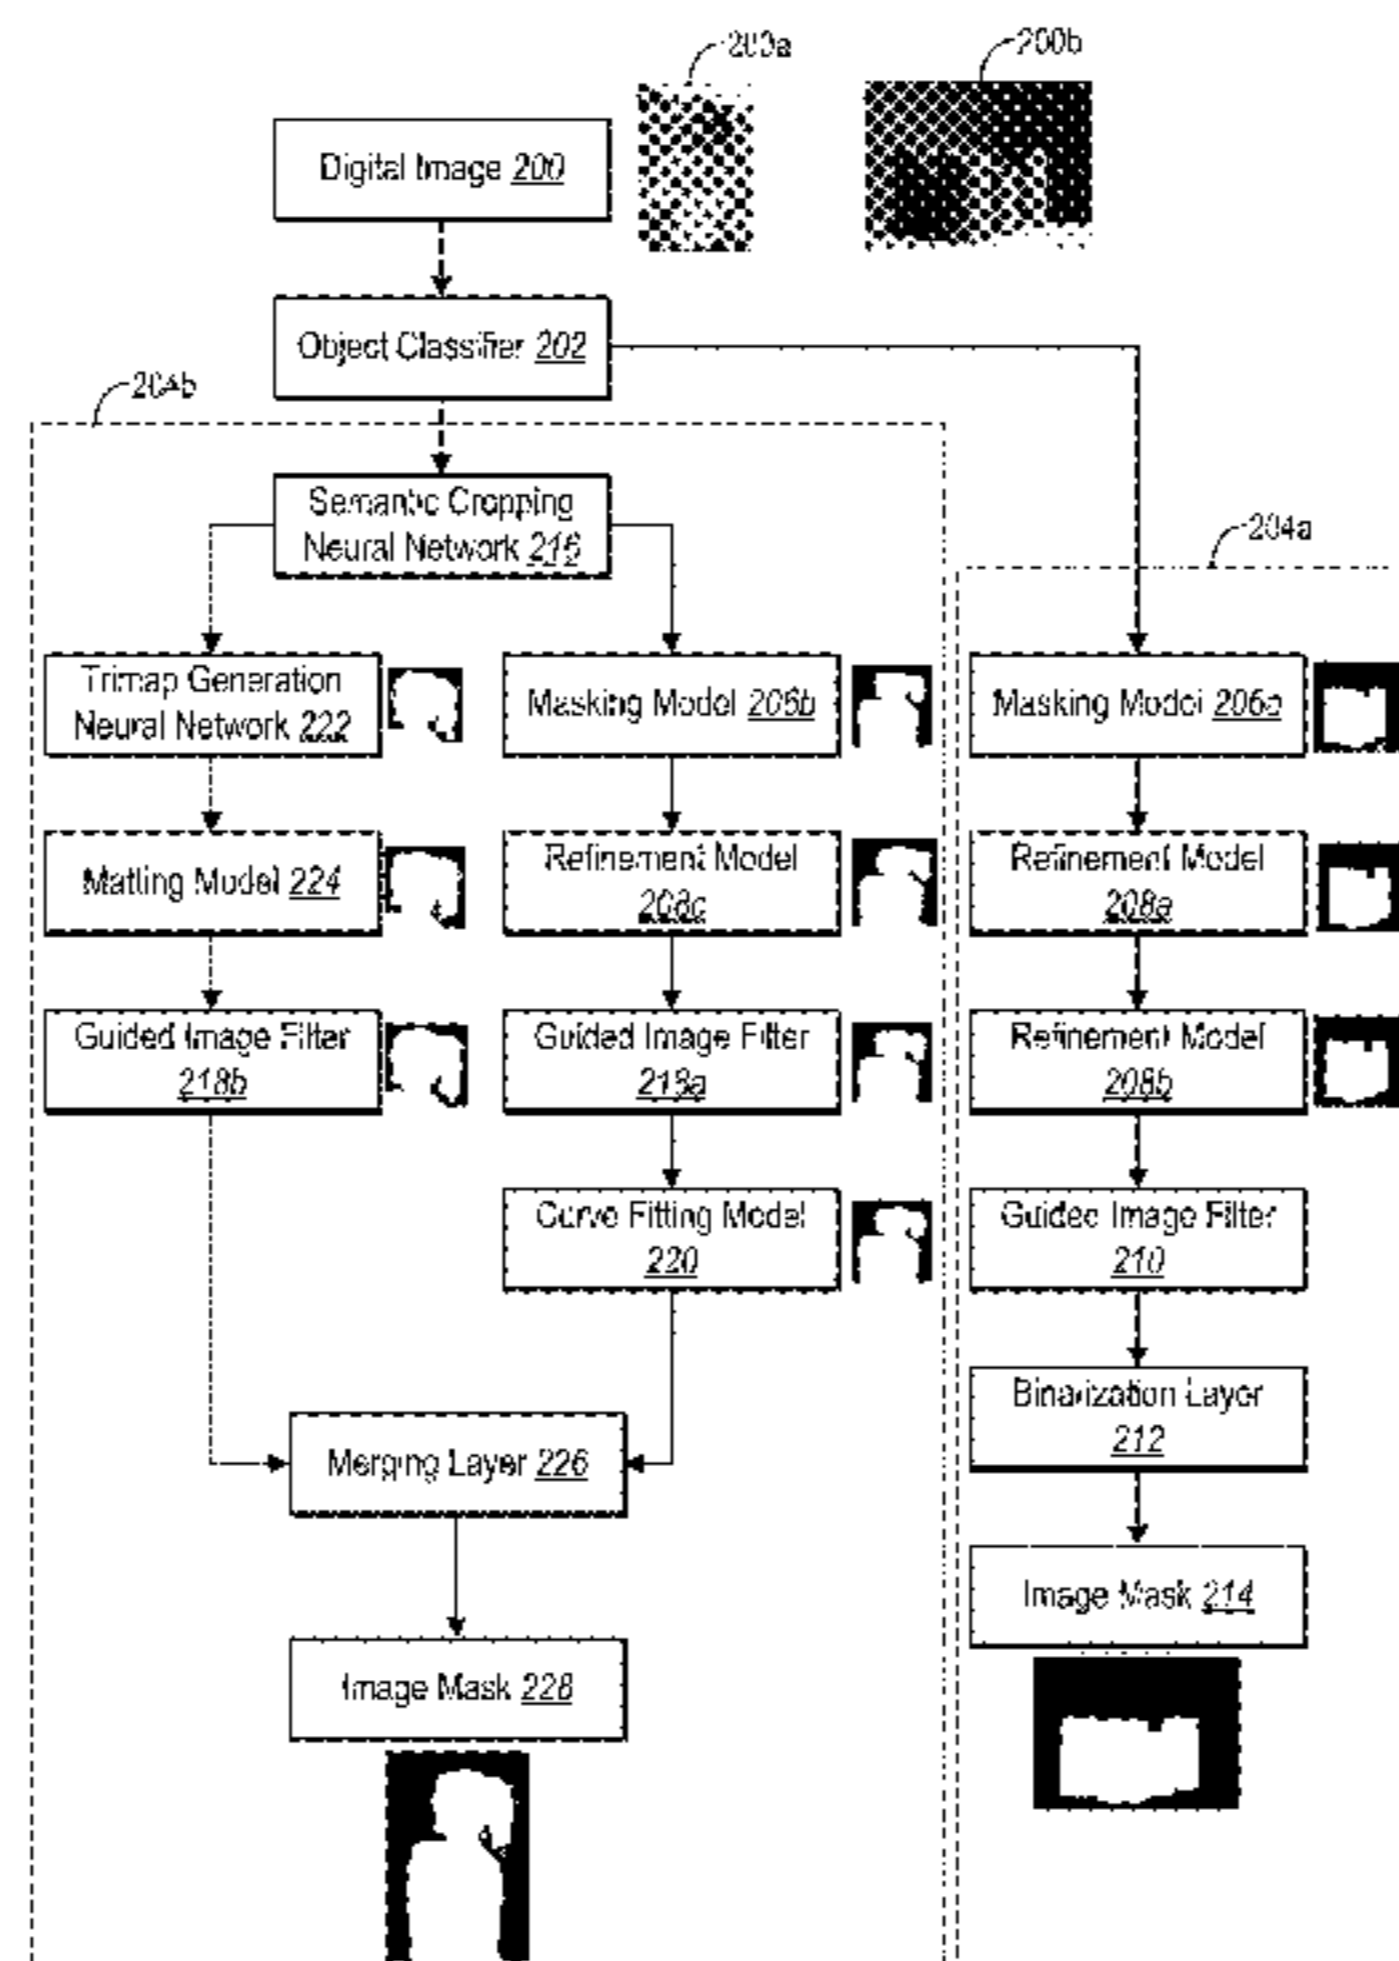 200a
200b
Digital Image 200
Object Classifier 202
204b
Semantic Cropping
Neural Network 216
204a
Trimap Generation
Neural Network 222
Masking Model 206b
Masking Model 206a
Matting Model 224
Refinement Model
208c
Refinement Model
208a
Guided Image Filter
218b
Guided Image Filter
218a
Refinement Model
208b
Curve Fitting Model
220
Guided Image Filter
210
Binarization Layer
212
Merging Layer 226
Image Mask 214
Image Mask 228